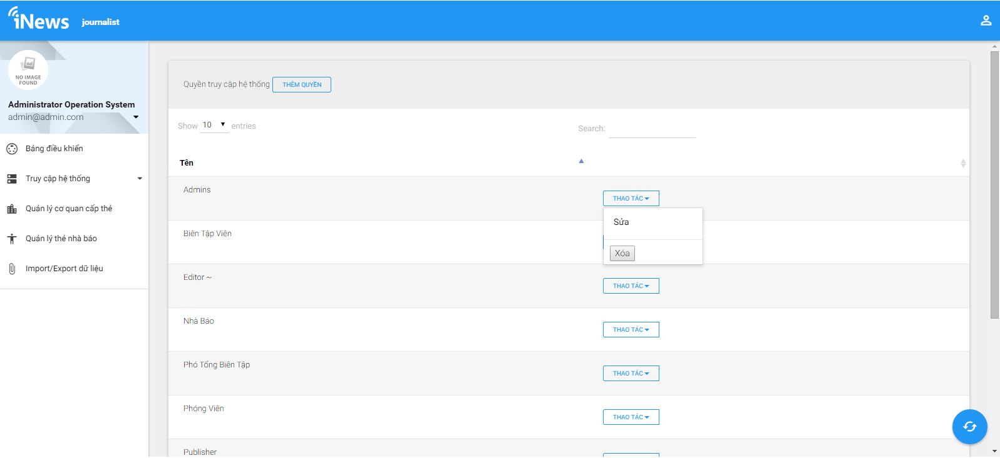 iNews journalist
NO IMAGE
FOUND
Administrator Operation System
admin@admin.com
Bảng điều khiển
Truy cập hệ thống
Quản lý cơ quan cấp thẻ
Quản lý thẻ nhà báo
Import/Export dữ liệu
Quyền truy cập hệ thống THÊM QUYỀN
Show 10 entries
Search:
Tên
Admins
THAO TÁC
Sửa
Xóa
Biên Tập Viên
Editor ~
THAO TÁC
Nhà Báo
THAO TÁC
Phó Tổng Biên Tập
THAO TÁC
Phóng Viên
THAO TÁC
Publisher